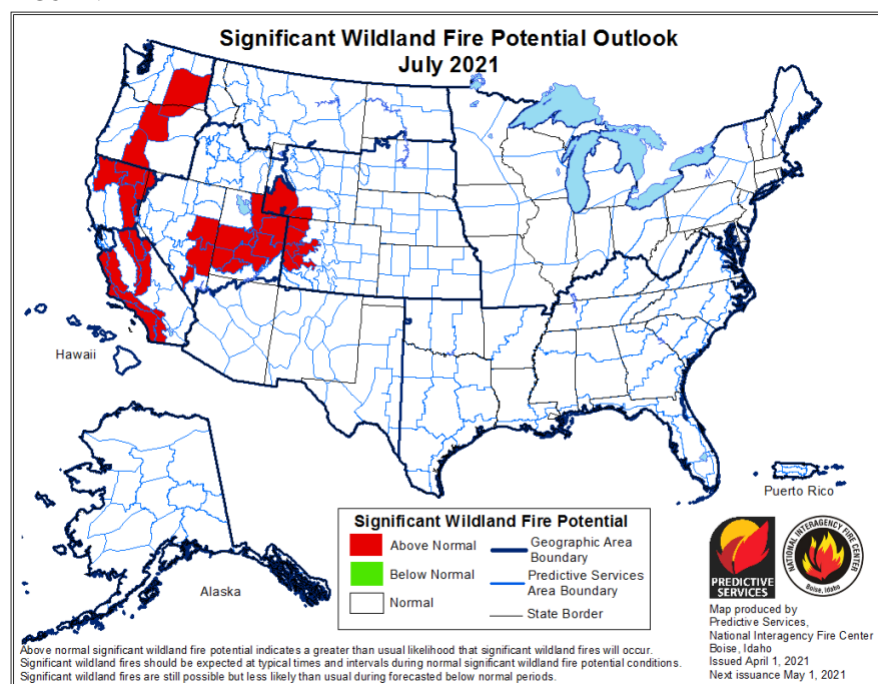 Significant Wildland Fire Potential Outlook
July 2021
Hawaii
Alaska
Puerto Rico
Significant Wildland Fire Potential
Above Normal
Below Normal
Normal
Geographic Area
Boundary
Predictive Services
Area Boundary
State Border
PREDICTIVE
SERVICES
NATIONAL INTERAGENCY FIRE CENTER
Boise, Idaho
Map produced by
Predictive Services,
National Interagency Fire Center
Boise, Idaho
Issued April 1, 2021
Next issuance May 1, 2021
Above normal significant wildland fire potential indicates a greater than usual likelihood that significant wildland fires will occur.
Significant wildland fires should be expected at typical times and intervals during normal significant wildland fire potential conditions.
Significant wildland fires are still possible but less likely than usual during forecasted below normal periods.